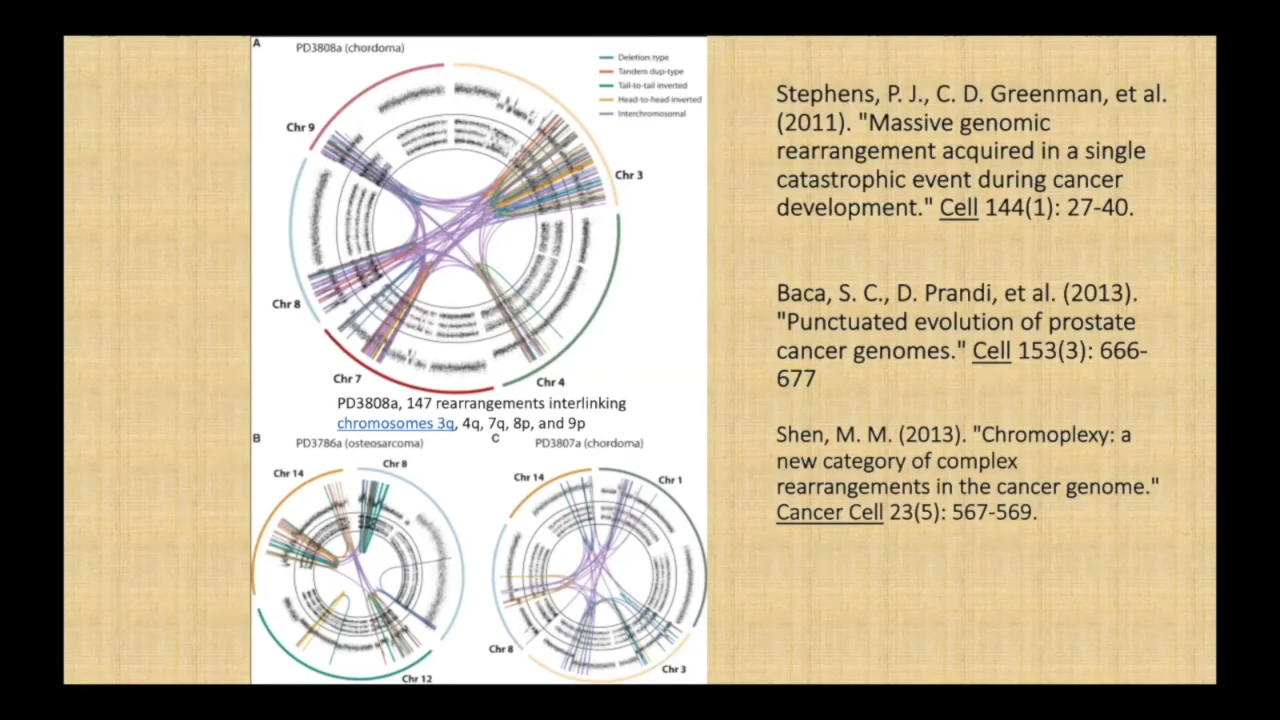 A
PD3808a (chordoma)
Deletion type
Tandem dup-type
Tail-to-tail inverted
Head-to-head inverted
Interchromosomal
Chr 9
Chr 3
Chr 8
Chr 7
Chr 4
PD3808a, 147 rearrangements interlinking
chromosomes 3q, 4q, 7q, 8p, and 9p
B
PD3786a (osteosarcoma)
Chr 14
Chr 8
Chr 12
C
PD3807a (chordoma)
Chr 14
Chr 1
Chr 8
Chr 3
Stephens, P. J., C. D. Greenman, et al.
(2011). "Massive genomic
rearrangement acquired in a single
catastrophic event during cancer
development." Cell 144(1): 27-40.
Baca, S. C., D. Prandi, et al. (2013).
"Punctuated evolution of prostate
cancer genomes." Cell 153(3): 666-
677
Shen, M. M. (2013). "Chromoplexy: a
new category of complex
rearrangements in the cancer genome."
Cancer Cell 23(5): 567-569.